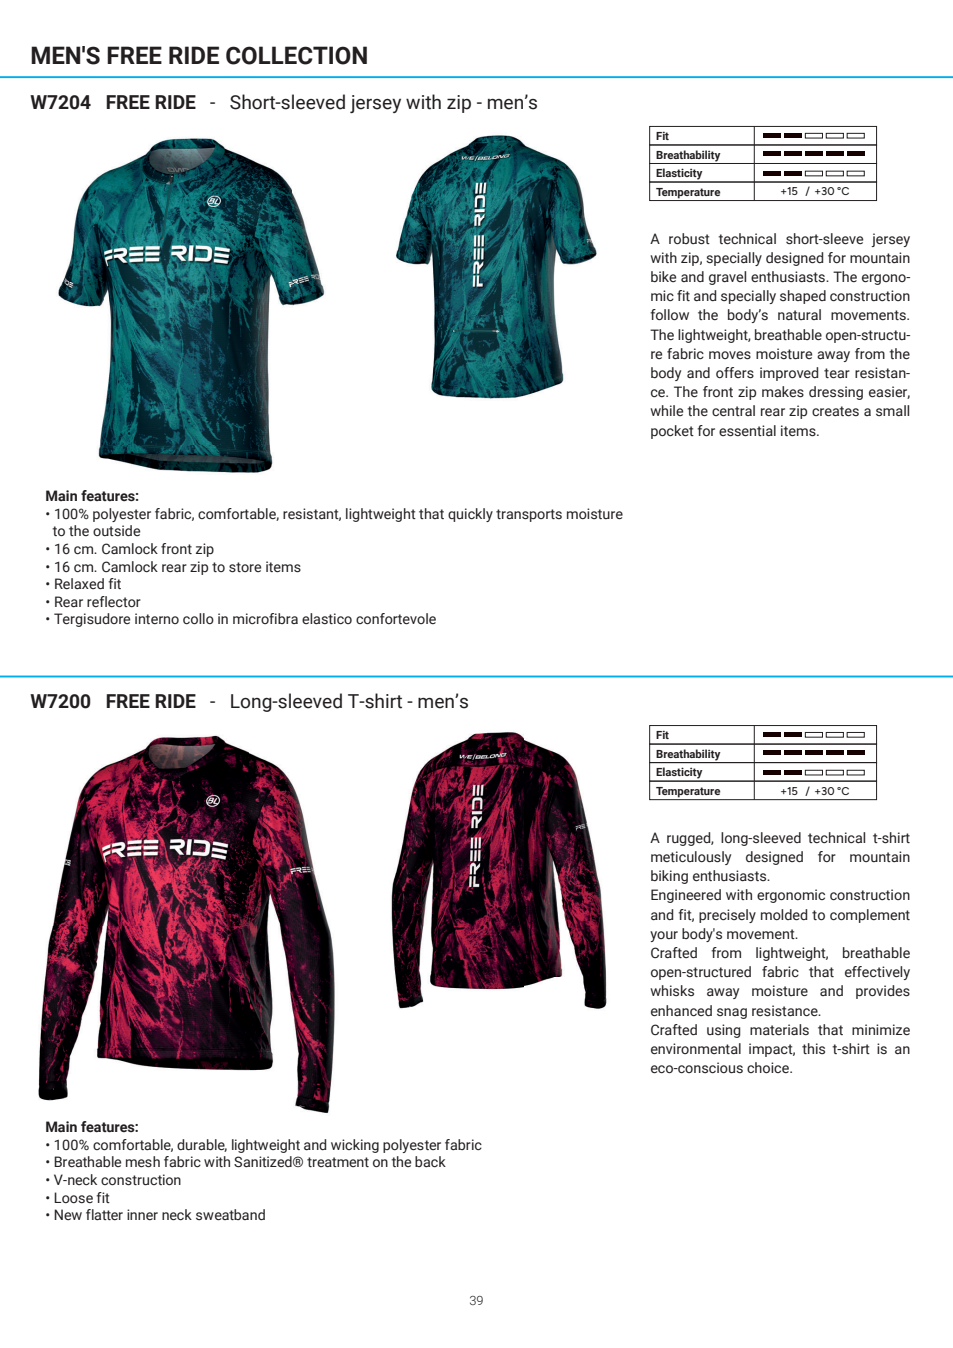 MEN'S FREE RIDE COLLECTION
W7204 FREE RIDE - Short-sleeved jersey with zip - men's
BL
FREE RIDE
FREE RIDE
WE/BELONG
FREE RIDE
Fit
Breathability
Elasticity
Temperature +15 / +30 °C
A robust technical short-sleeve jersey
with zip, specially designed for mountain
bike and gravel enthusiasts. The ergono-
mic fit and specially shaped construction
follow the body's natural movements.
The lightweight, breathable open-structu-
re fabric moves moisture away from the
body and offers improved tear resistan-
ce. The front zip makes dressing easier,
while the central rear zip creates a small
pocket for essential items.
Main features:
• 100% polyester fabric, comfortable, resistant, lightweight that quickly transports moisture
to the outside
• 16 cm. Camlock front zip
• 16 cm. Camlock rear zip to store items
• Relaxed fit
• Rear reflector
• Tergisudore interno collo in microfibra elastico confortevole
W7200 FREE RIDE - Long-sleeved T-shirt - men's
BL
FREE RIDE
FREE
WE/BELONG
FREE RIDE
FREE
Fit
Breathability
Elasticity
Temperature +15 / +30 °C
A rugged, long-sleeved technical t-shirt
meticulously designed for mountain
biking enthusiasts.
Engineered with ergonomic construction
and fit, precisely molded to complement
your body's movement.
Crafted from lightweight, breathable
open-structured fabric that effectively
whisks away moisture and provides
enhanced snag resistance.
Crafted using materials that minimize
environmental impact, this t-shirt is an
eco-conscious choice.
Main features:
• 100% comfortable, durable, lightweight and wicking polyester fabric
• Breathable mesh fabric with Sanitized® treatment on the back
• V-neck construction
• Loose fit
• New flatter inner neck sweatband
39